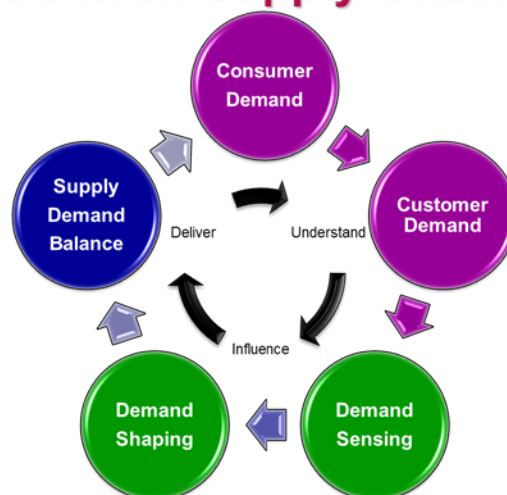 Consumer
Demand
Supply
Demand
Balance
Customer
Demand
Deliver
Understand
Influence
Demand
Shaping
Demand
Sensing